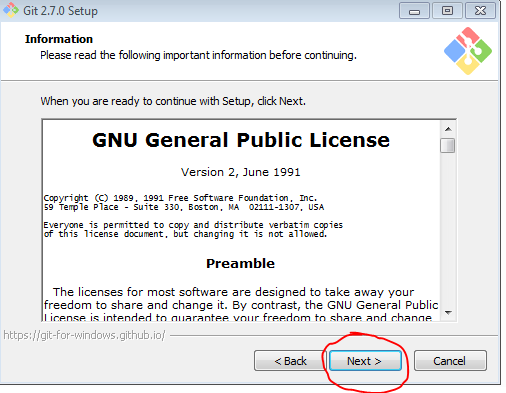 Git 2.7.0 Setup
Information
Please read the following important information before continuing.
When you are ready to continue with Setup, click Next.
GNU General Public License
Version 2, June 1991
Copyright (C) 1989, 1991 Free Software Foundation, Inc.
59 Temple Place - Suite 330, Boston, MA  02111-1307, USA
Everyone is permitted to copy and distribute verbatim copies
of this license document, but changing it is not allowed.
Preamble
The licenses for most software are designed to take away your
freedom to share and change it. By contrast, the GNU General Public
License is intended to guarantee your freedom to share and change
https://git-for-windows.github.io/
< Back Next > Cancel